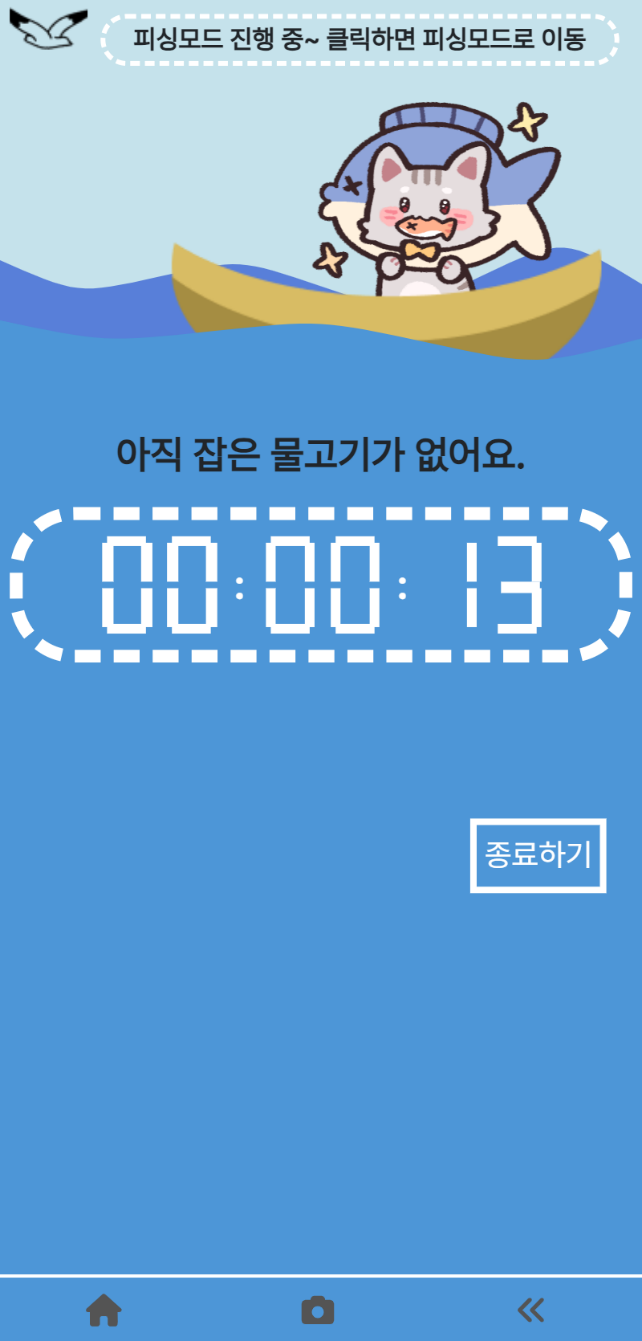 피싱모드 진행 중~ 클릭하면 피싱모드로 이동
아직 잡은 물고기가 없어요.
00:00:13
종료하기